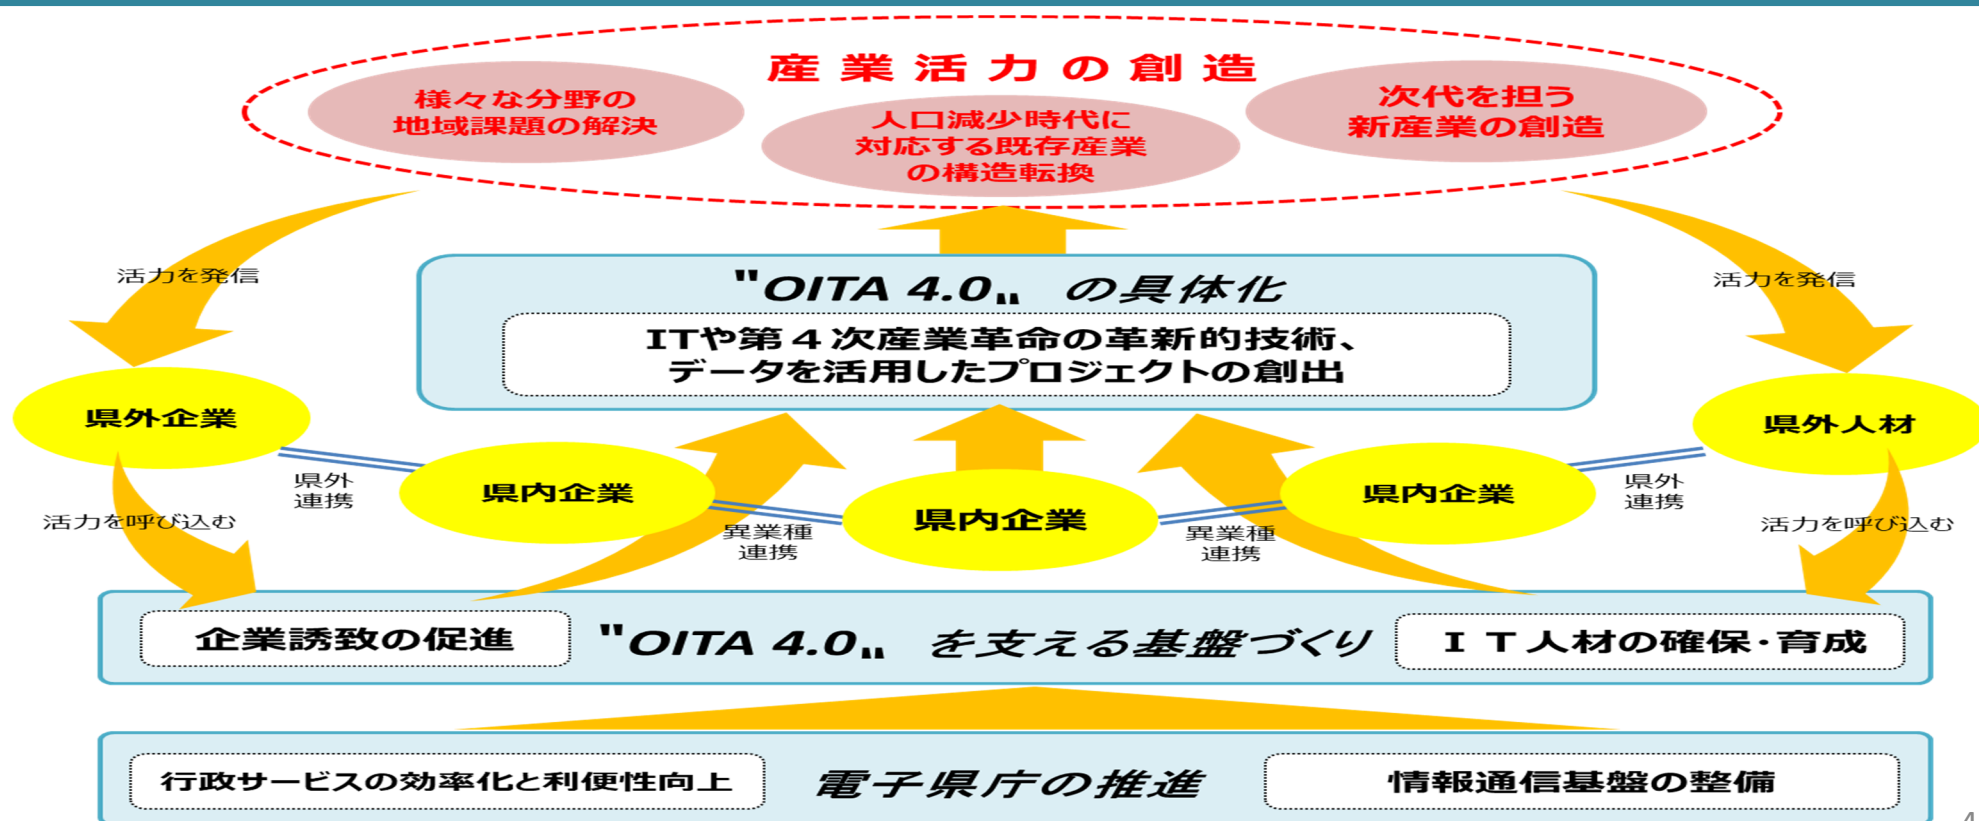 産業活力の創造
様々な分野の
地域課題の解決
人口減少時代に
対応する既存産業
の構造転換
次代を担う
新産業の創造
活力を発信
活力を発信
"OITA 4.0„ の具体化
ITや第４次産業革命の革新的技術、
データを活用したプロジェクトの創出
県外企業
県外人材
県外
連携
県内企業
異業種
連携
県内企業
異業種
連携
県内企業
県外
連携
活力を呼び込む
活力を呼び込む
企業誘致の促進
"OITA 4.0„ を支える基盤づくり
ＩＴ人材の確保・育成
行政サービスの効率化と利便性向上
電子県庁の推進
情報通信基盤の整備